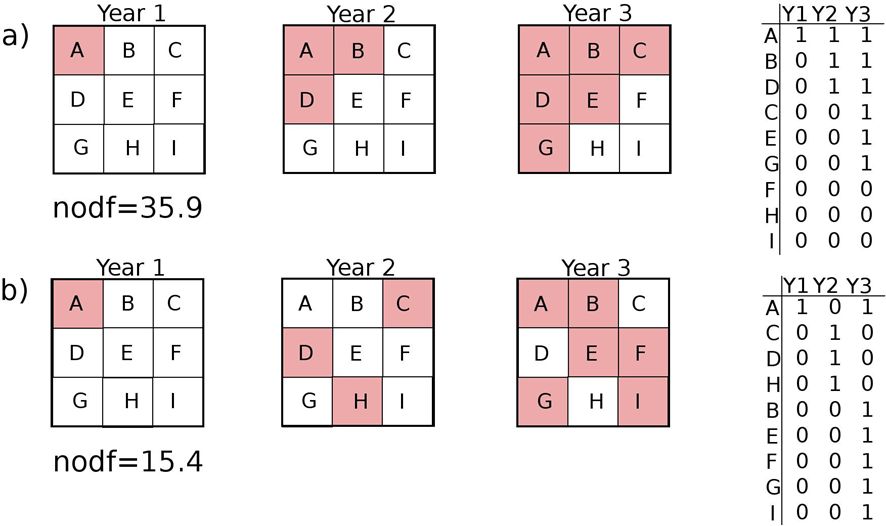 a)
Year 1 Year 2 Year 3
A B C A B C A B C
D E F D E F D E F
G H I G H I G H I
nodf=35.9
Y1 Y2 Y3
A 1 1 1
B 0 1 1
D 0 1 1
C 0 0 1
E 0 0 1
G 0 0 1
F 0 0 0
H 0 0 0
I 0 0 0
b)
Year 1 Year 2 Year 3
A B C A B C A B C
D E F D E F D E F
G H I G H I G H I
nodf=15.4
Y1 Y2 Y3
A 1 0 1
C 0 1 0
D 0 1 0
H 0 1 0
B 0 0 1
E 0 0 1
F 0 0 1
G 0 0 1
I 0 0 1